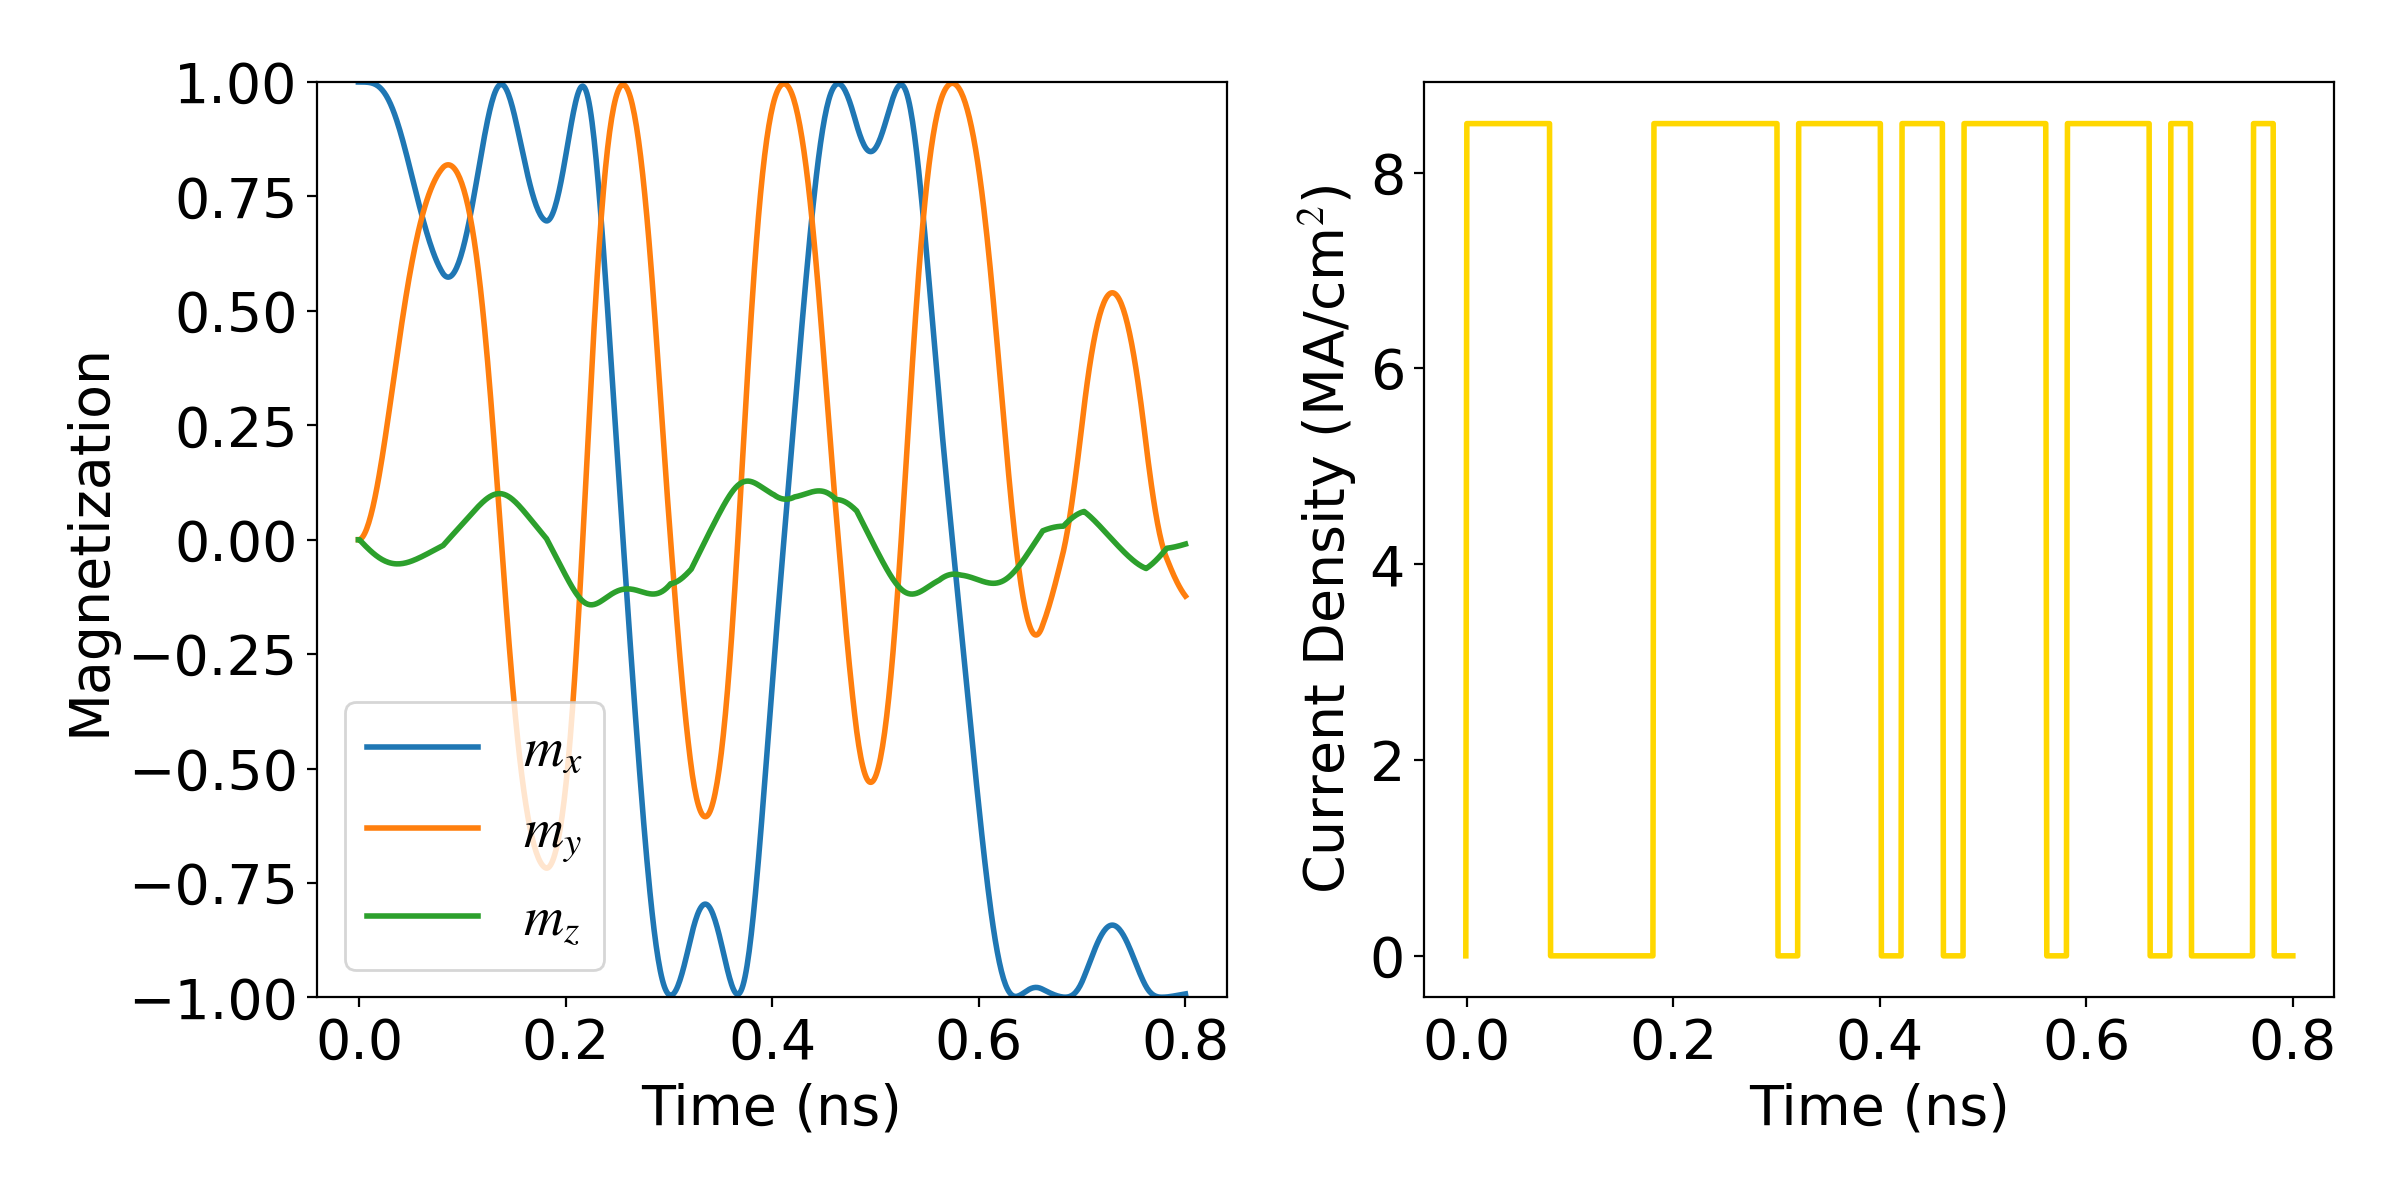 1.00
0.75
0.50
0.25
0.00
−0.25
−0.50
−0.75
−1.00
Magnetization
m_x
m_y
m_z
0.0 0.2 0.4 0.6 0.8
Time (ns)
8
6
4
2
0
Current Density (MA/cm²)
0.0 0.2 0.4 0.6 0.8
Time (ns)